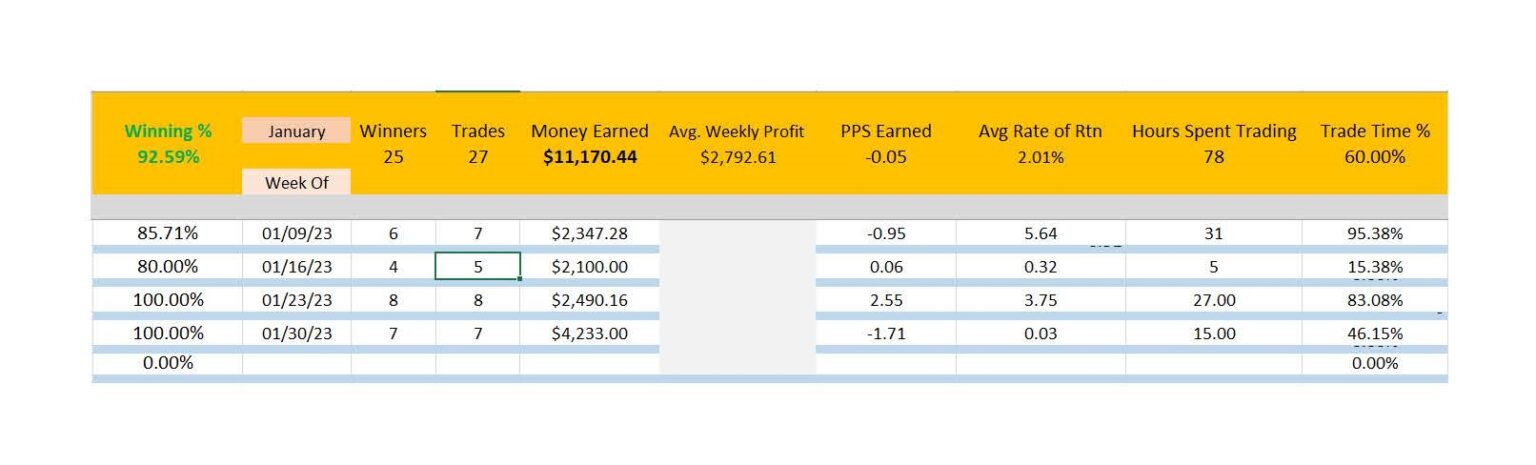 Winning % January Winners Trades Money Earned Avg. Weekly Profit PPS Earned Avg Rate of Rtn Hours Spent Trading Trade Time %
92.59% 25 27 $11,170.44 $2,792.61 -0.05 2.01% 78 60.00%
Week Of
85.71% 01/09/23 6 7 $2,347.28 -0.95 5.64 31 95.38%
80.00% 01/16/23 4 5 $2,100.00 0.06 0.32 5 15.38%
100.00% 01/23/23 8 8 $2,490.16 2.55 3.75 27.00 83.08%
100.00% 01/30/23 7 7 $4,233.00 -1.71 0.03 15.00 46.15%
0.00% 0.00%